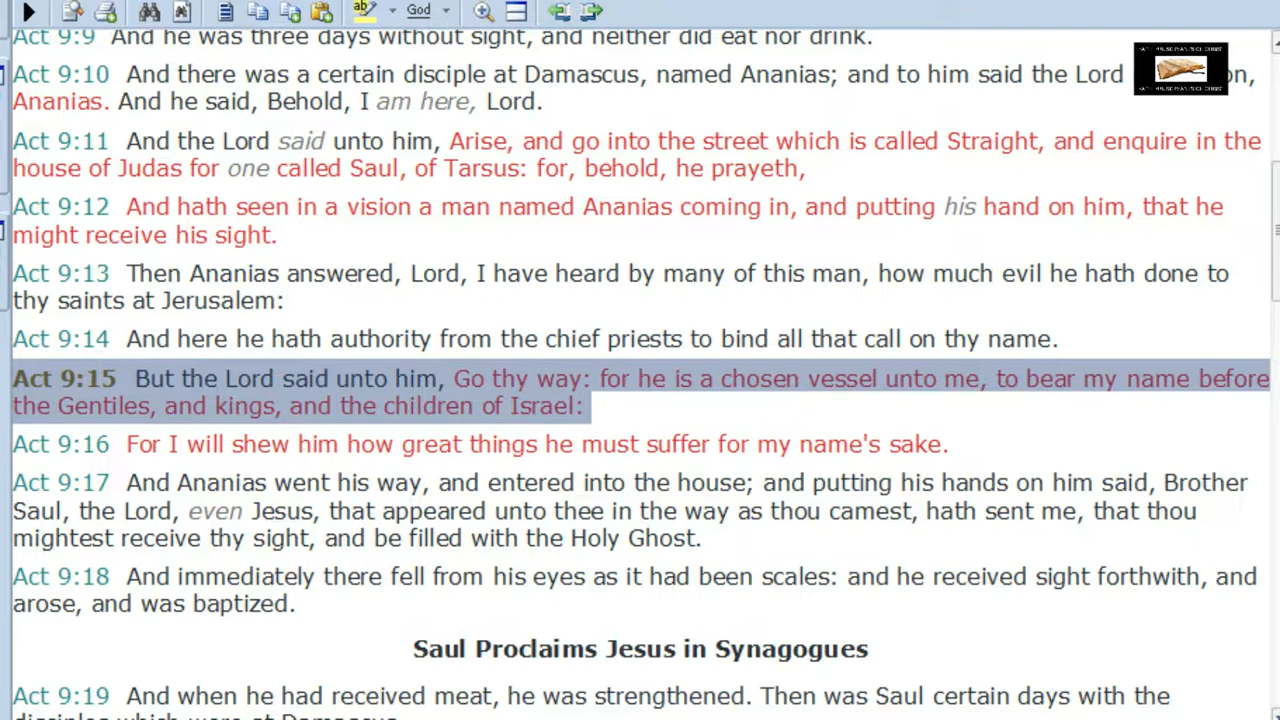 ab God
Act 9:9 And he was three days without sight, and neither did eat nor drink.
Act 9:10 And there was a certain disciple at Damascus, named Ananias; and to him said the Lord on,
Ananias. And he said, Behold, I am here, Lord.
Act 9:11 And the Lord said unto him, Arise, and go into the street which is called Straight, and enquire in the
house of Judas for one called Saul, of Tarsus: for, behold, he prayeth,
Act 9:12 And hath seen in a vision a man named Ananias coming in, and putting his hand on him, that he
might receive his sight.
Act 9:13 Then Ananias answered, Lord, I have heard by many of this man, how much evil he hath done to
thy saints at Jerusalem:
Act 9:14 And here he hath authority from the chief priests to bind all that call on thy name.
Act 9:15 But the Lord said unto him, Go thy way: for he is a chosen vessel unto me, to bear my name before
the Gentiles, and kings, and the children of Israel:
Act 9:16 For I will shew him how great things he must suffer for my name's sake.
Act 9:17 And Ananias went his way, and entered into the house; and putting his hands on him said, Brother
Saul, the Lord, even Jesus, that appeared unto thee in the way as thou camest, hath sent me, that thou
mightest receive thy sight, and be filled with the Holy Ghost.
Act 9:18 And immediately there fell from his eyes as it had been scales: and he received sight forthwith, and
arose, and was baptized.
Saul Proclaims Jesus in Synagogues
Act 9:19 And when he had received meat, he was strengthened. Then was Saul certain days with the
disciples which were at Damascus.